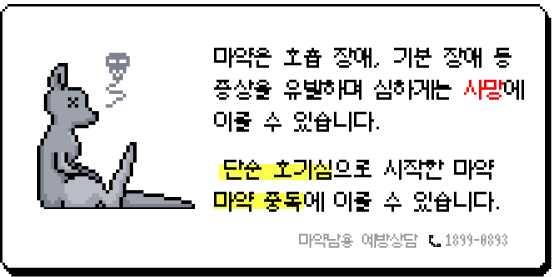 마약은 호흡 장애, 기분 장애 등
증상을 유발하며 심하게는 사망에
이를 수 있습니다.
단순 호기심으로 시작한 마약
마약 중독에 이를 수 있습니다.
마약남용 예방상담 1899-0893